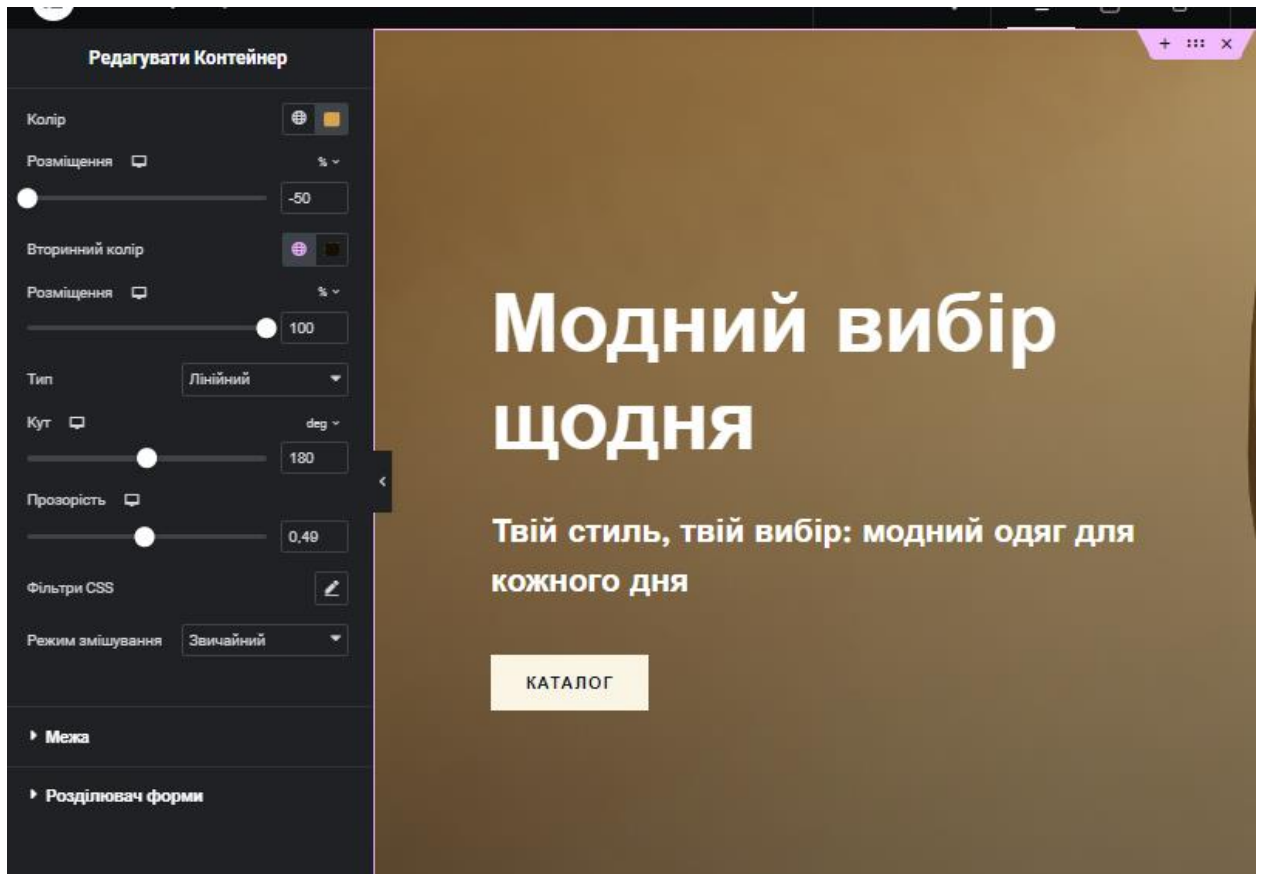 Редагувати Контейнер
Колір
Розміщення % 
-50
Вторинний колір
Розміщення %
100
Тип Лінійний
Кут deg
180
Прозорість
0,49
Фільтри CSS
Режим змішування Звичайний
Межа
Розділювач форми
Модний вибір
щодня
Твій стиль, твій вибір: модний одяг для
кожного дня
КАТАЛОГ